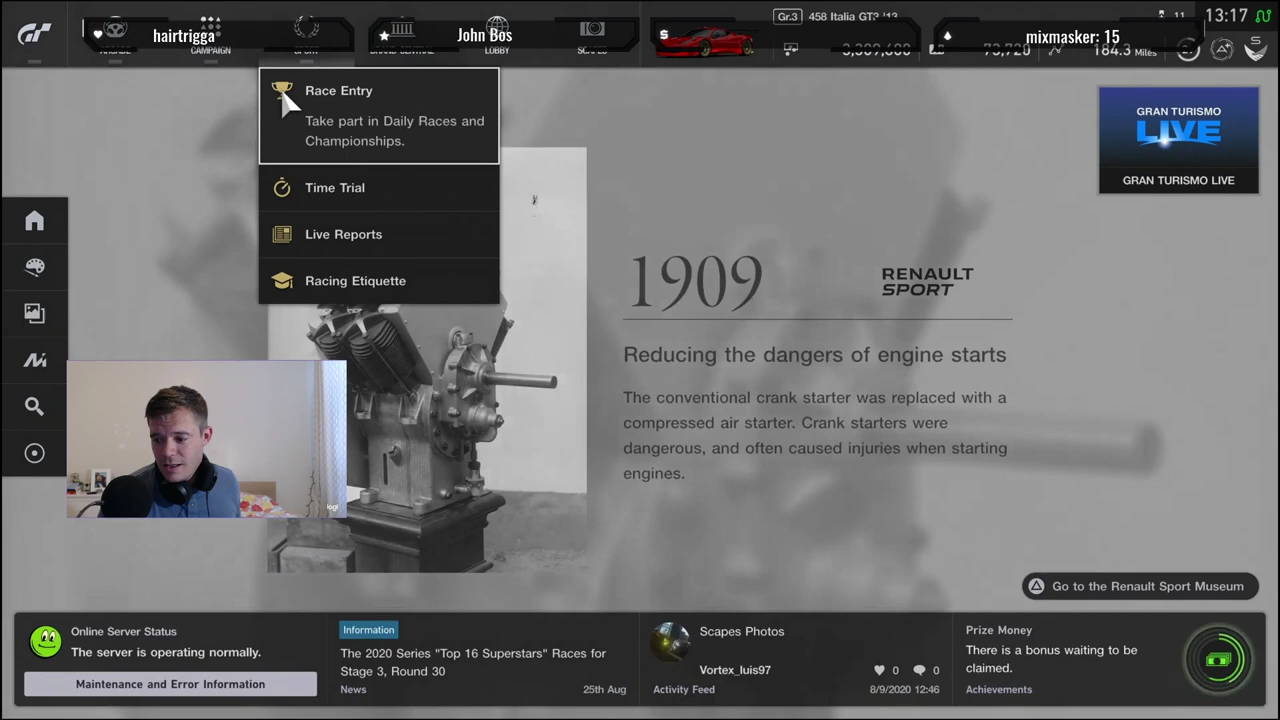 Gr.3 458 Italia GT3 '13
11
13:17
hairtrigga
John Bos
mixmasker: 15
CAMPAIGN
LOBBY
$
184.3 Miles
S
Race Entry
Take part in Daily Races and
Championships.
Time Trial
Live Reports
Racing Etiquette
GRAN TURISMO
LIVE
GRAN TURISMO LIVE
1909
RENAULT
SPORT
Reducing the dangers of engine starts
The conventional crank starter was replaced with a
compressed air starter. Crank starters were
dangerous, and often caused injuries when starting
engines.
logi
Go to the Renault Sport Museum
Online Server Status
The server is operating normally.
Maintenance and Error Information
Information
The 2020 Series "Top 16 Superstars" Races for
Stage 3, Round 30
News
25th Aug
Scapes Photos
Vortex_luis97
0
0
Activity Feed
8/9/2020 12:46
Prize Money
There is a bonus waiting to be
claimed.
Achievements